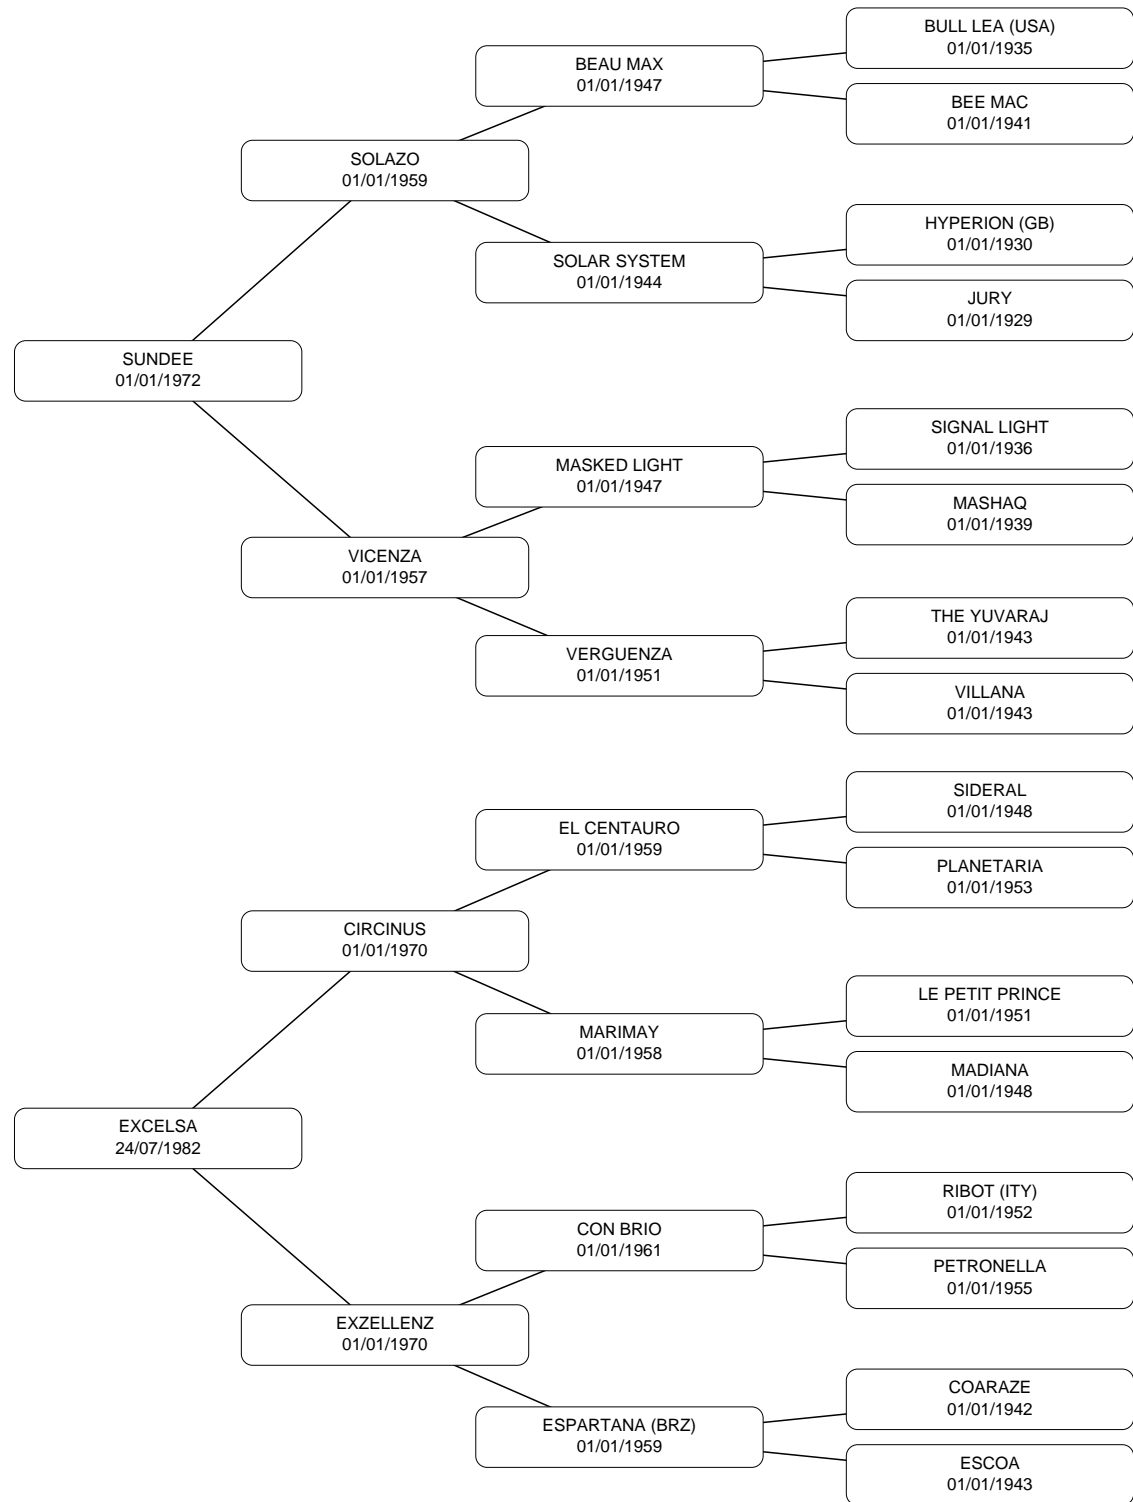 BULL LEA (USA)
01/01/1935
BEAU MAX
01/01/1947
BEE MAC
01/01/1941
SOLAZO
01/01/1959
HYPERION (GB)
01/01/1930
SOLAR SYSTEM
01/01/1944
JURY
01/01/1929
SUNDEE
01/01/1972
SIGNAL LIGHT
01/01/1936
MASKED LIGHT
01/01/1947
MASHAQ
01/01/1939
VICENZA
01/01/1957
THE YUVARAJ
01/01/1943
VERGUENZA
01/01/1951
VILLANA
01/01/1943
SIDERAL
01/01/1948
EL CENTAURO
01/01/1959
PLANETARIA
01/01/1953
CIRCINUS
01/01/1970
LE PETIT PRINCE
01/01/1951
MARIMAY
01/01/1958
MADIANA
01/01/1948
EXCELSA
24/07/1982
RIBOT (ITY)
01/01/1952
CON BRIO
01/01/1961
PETRONELLA
01/01/1955
EXZELLENZ
01/01/1970
COARAZE
01/01/1942
ESPARTANA (BRZ)
01/01/1959
ESCOA
01/01/1943